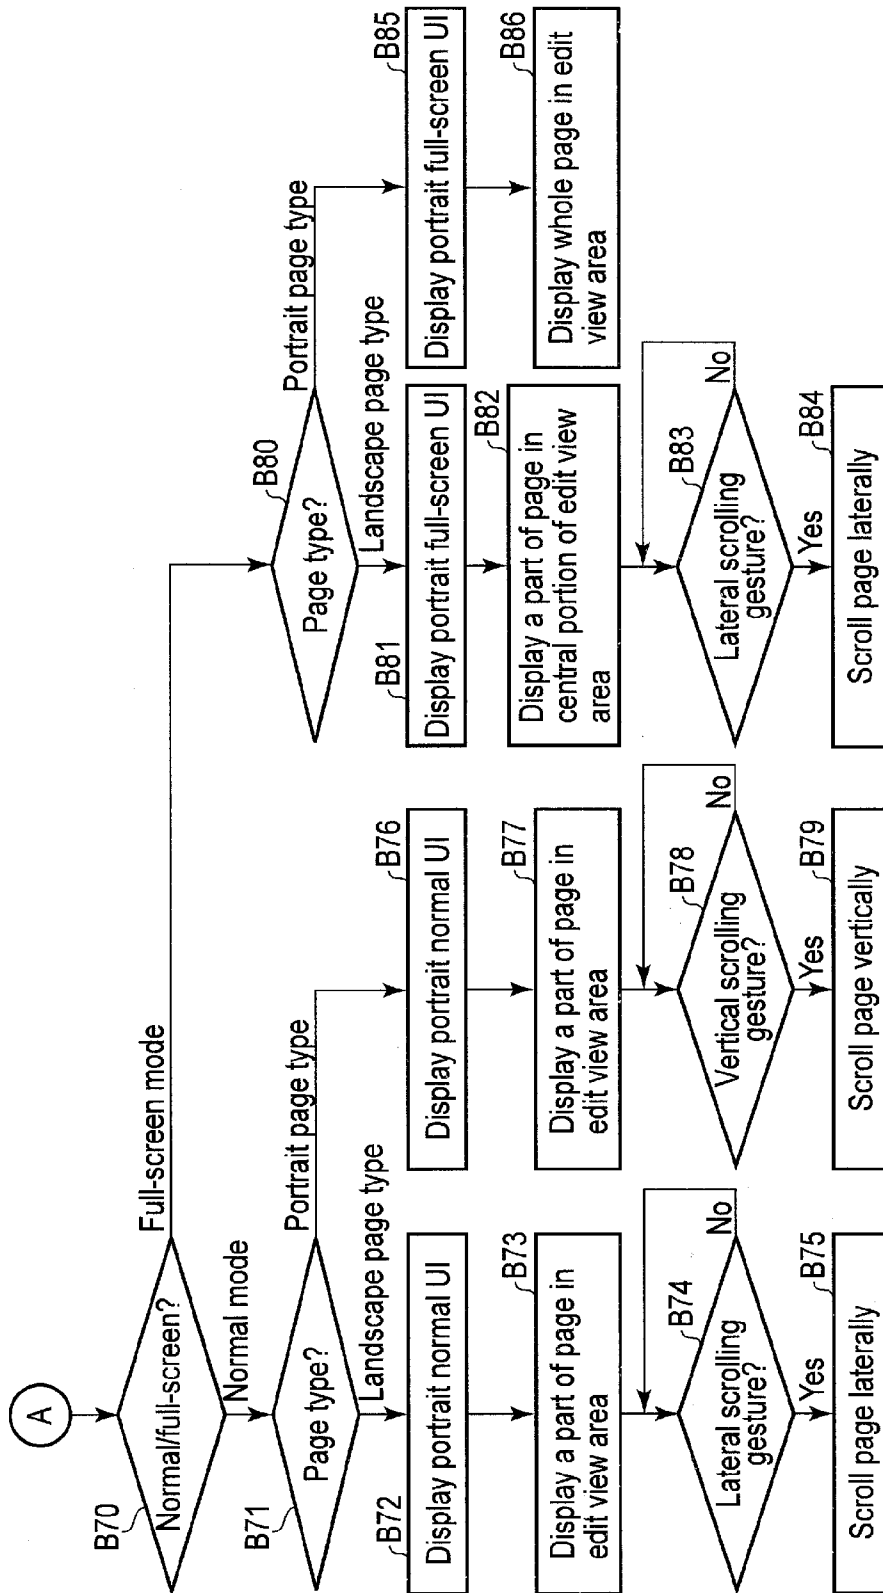 A
B70
Normal/full-screen?
Full-screen mode
Normal mode
B71
Page type?
Portrait page type
Landscape page type
B72
Display portrait normal UI
B73
Display a part of page in
edit view area
B74
Lateral scrolling
gesture?
No
Yes
B75
Scroll page laterally
B76
Display portrait normal UI
B77
Display a part of page in
edit view area
B78
Vertical scrolling
gesture?
No
Yes
B79
Scroll page vertically
B80
Page type?
Portrait page type
Landscape page type
B81
Display portrait full-screen UI
B82
Display a part of page in
central portion of edit view
area
B83
Lateral scrolling
gesture?
No
Yes
B84
Scroll page laterally
B85
Display portrait full-screen UI
B86
Display whole page in edit
view area